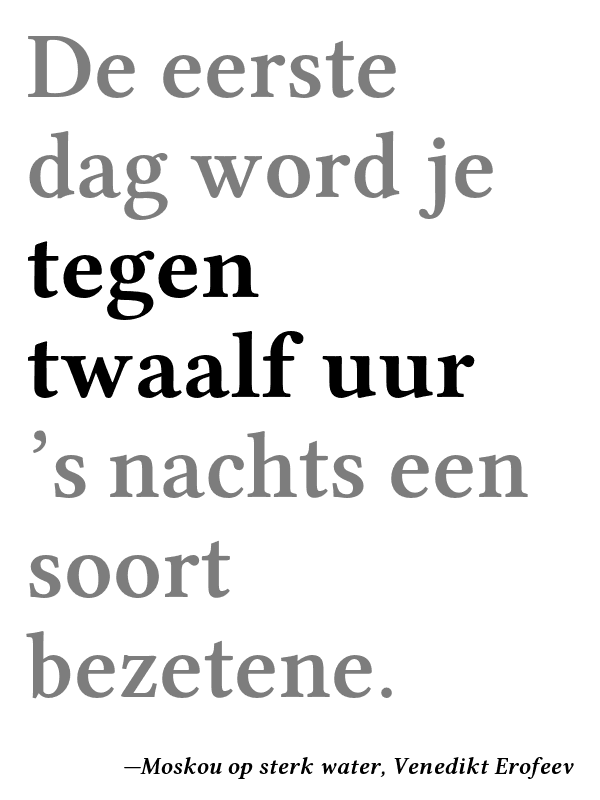 De eerste
dag word je
tegen
twaalf uur
’s nachts een
soort
bezetene.
—Moskou op sterk water, Venedikt Erofeev